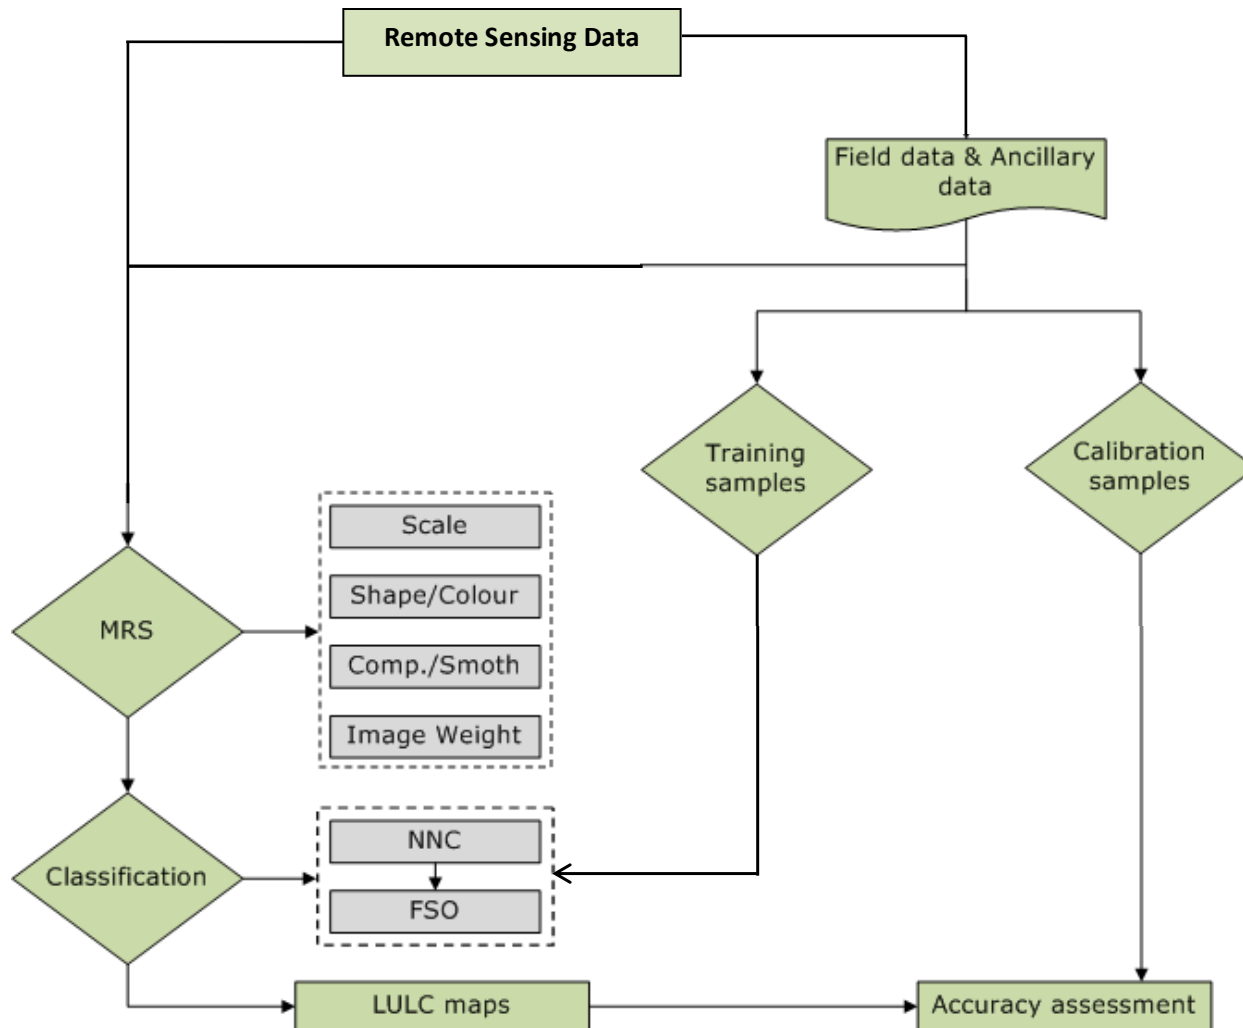 Remote Sensing Data
Field data & Ancillary
data
Training
samples
Calibration
samples
Scale
Shape/Colour
MRS
Comp./Smoth
Image Weight
NNC
Classification
FSO
LULC maps
Accuracy assessment